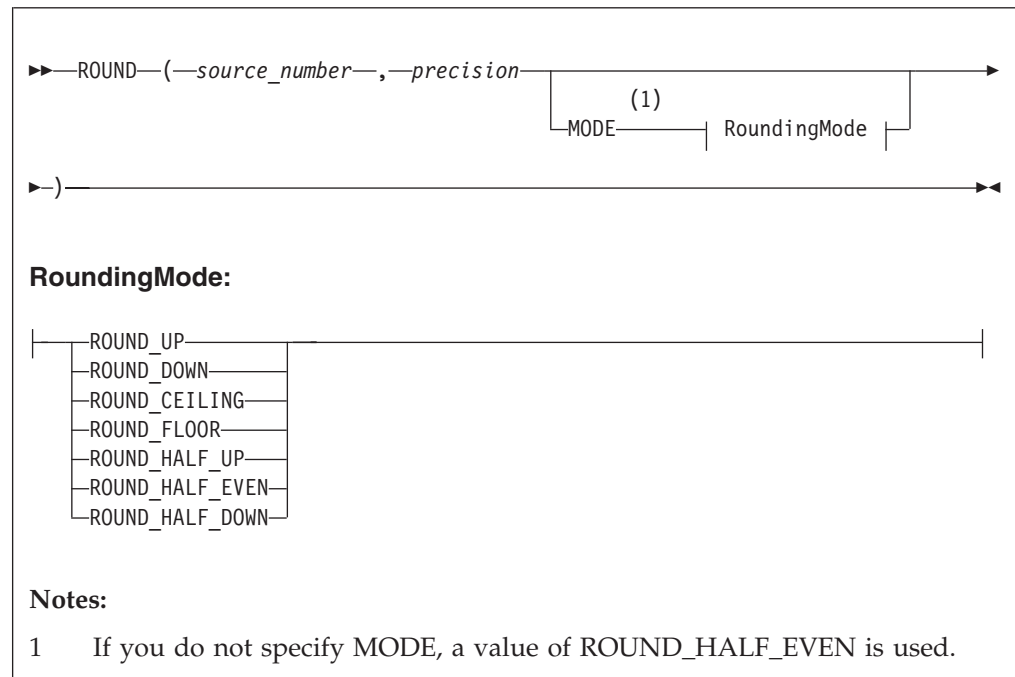 ROUND ( source_number , precision
(1)
MODE RoundingMode
)
RoundingMode:
ROUND_UP
ROUND_DOWN
ROUND_CEILING
ROUND_FLOOR
ROUND_HALF_UP
ROUND_HALF_EVEN
ROUND_HALF_DOWN
Notes:
1 If you do not specify MODE, a value of ROUND_HALF_EVEN is used.